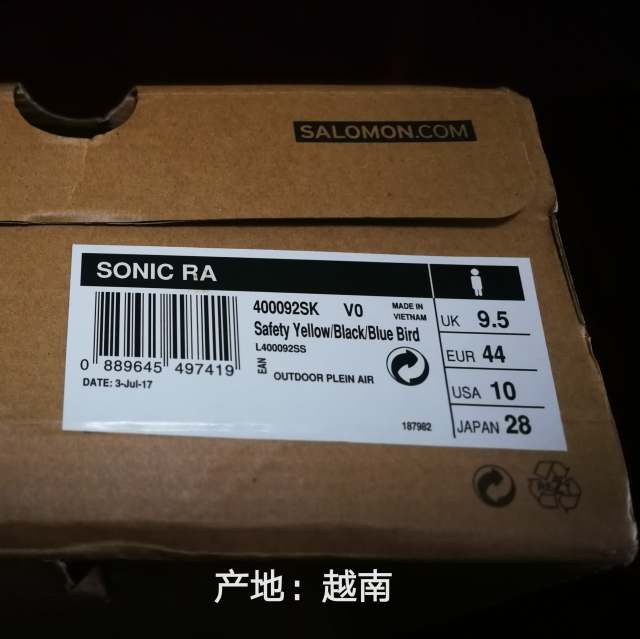 SALOMON.COM
SONIC RA
400092SK V0
MADE IN
VIETNAM
Safety Yellow/Black/Blue Bird
L400092SS
EAN
OUTDOOR PLEIN AIR
0 889645 497419
DATE: 3-Jul-17
187982
UK 9.5
EUR 44
USA 10
JAPAN 28
产地：越南